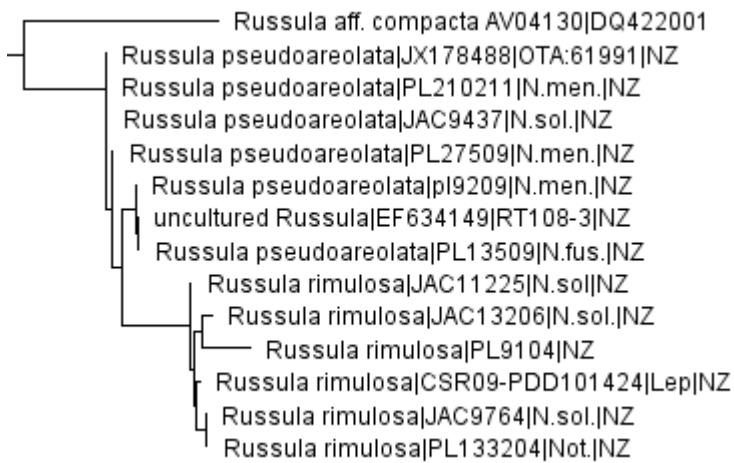 Russula aff. compacta AV04130|DQ422001
Russula pseudoareolata|JX178488|OTA:61991|NZ
Russula pseudoareolata|PL210211|N.men.|NZ
Russula pseudoareolata|JAC9437|N.sol.|NZ
Russula pseudoareolata|PL27509|N.men.|NZ
Russula pseudoareolata|pl9209|N.men.|NZ
uncultured Russula|EF634149|RT108-3|NZ
Russula pseudoareolata|PL13509|N.fus.|NZ
Russula rimulosa|JAC11225|N.sol|NZ
Russula rimulosa|JAC13206|N.sol.|NZ
Russula rimulosa|PL9104|NZ
Russula rimulosa|CSR09-PDD101424|Lep|NZ
Russula rimulosa|JAC9764|N.sol.|NZ
Russula rimulosa|PL133204|Not.|NZ